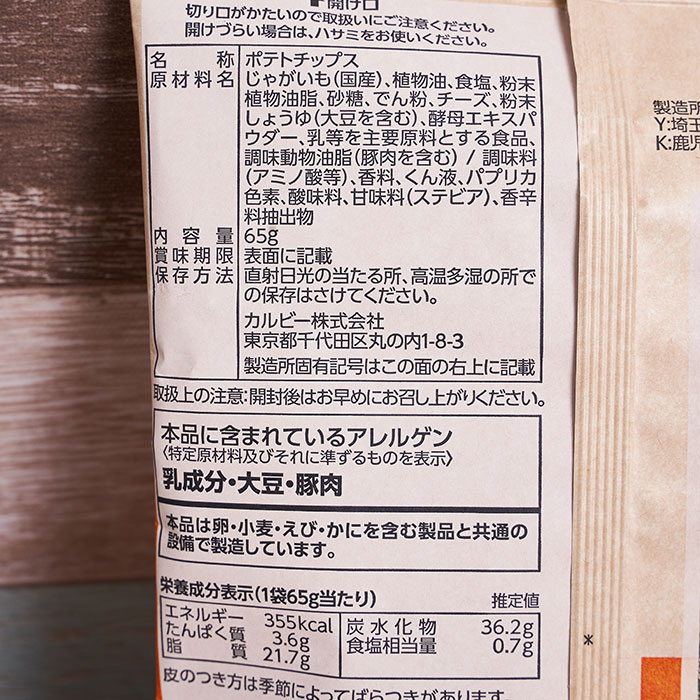 開け口
切り口がかたいので取扱いにご注意ください。
開けづらい場合は、ハサミをお使いください。
名称 ポテトチップス
原材料名 じゃがいも(国産)、植物油、食塩、粉末
植物油脂、砂糖、でん粉、チーズ、粉末
しょうゆ(大豆を含む)、酵母エキスパ
ウダー、乳等を主要原料とする食品、
調味動物油脂(豚肉を含む) / 調味料
(アミノ酸等)、香料、くん液、パプリカ
色素、酸味料、甘味料(ステビア)、香辛
料抽出物
内容量 65g
賞味期限 表面に記載
保存方法 直射日光の当たる所、高温多湿の所で
の保存はさけてください。
カルビー株式会社
東京都千代田区丸の内1-8-3
製造所固有記号はこの面の右上に記載
取扱上の注意:開封後はお早めにお召し上がりください。
本品に含まれているアレルゲン
〈特定原材料及びそれに準ずるものを表示〉
乳成分・大豆・豚肉
本品は卵・小麦・えび・かにを含む製品と共通の
設備で製造しています。
栄養成分表示(1袋65g当たり) 推定値
エネルギー 355kcal
たんぱく質 3.6g
脂質 21.7g
炭水化物 36.2g
食塩相当量 0.7g
皮のつき方は季節によってばらつきがあります。
製造所
Y:埼玉
K:鹿児
*